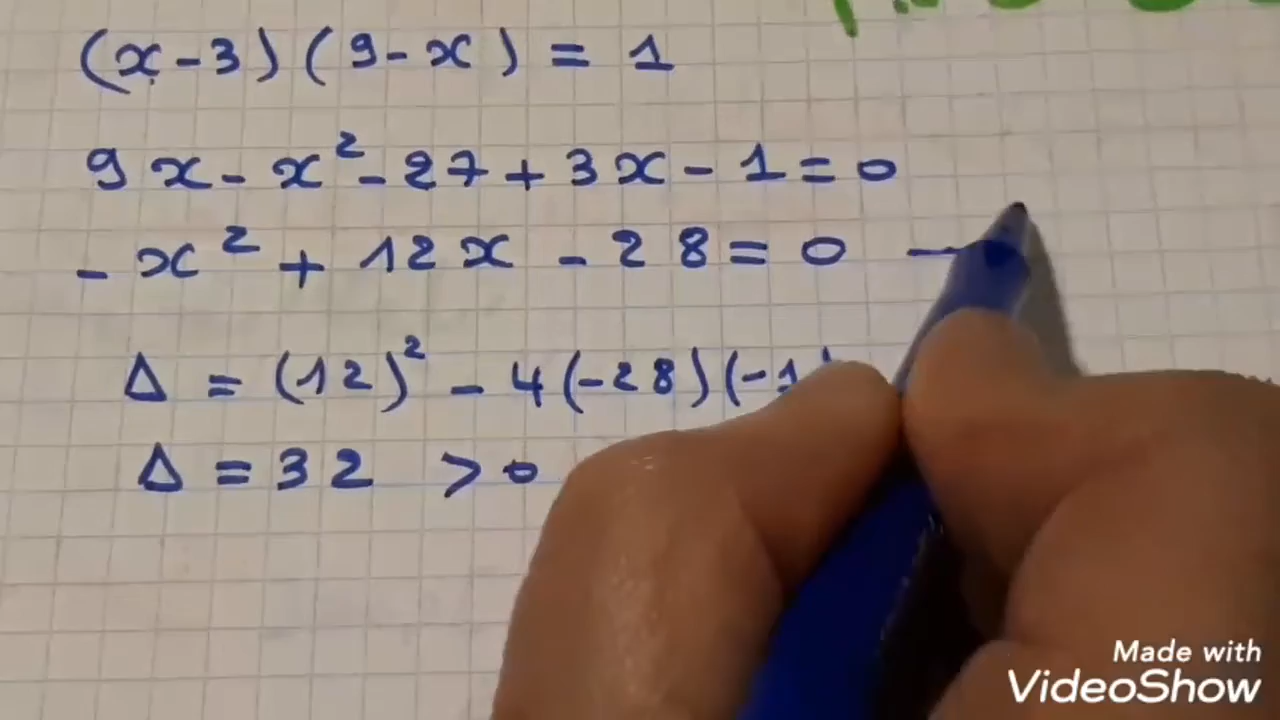 (x-3)(9-x) = 1
9x - x² - 27 + 3x - 1 = 0
- x² + 12x - 28 = 0 —
Δ = (12)² - 4(-28)(-1)
Δ = 32 > 0
Made with
VideoShow